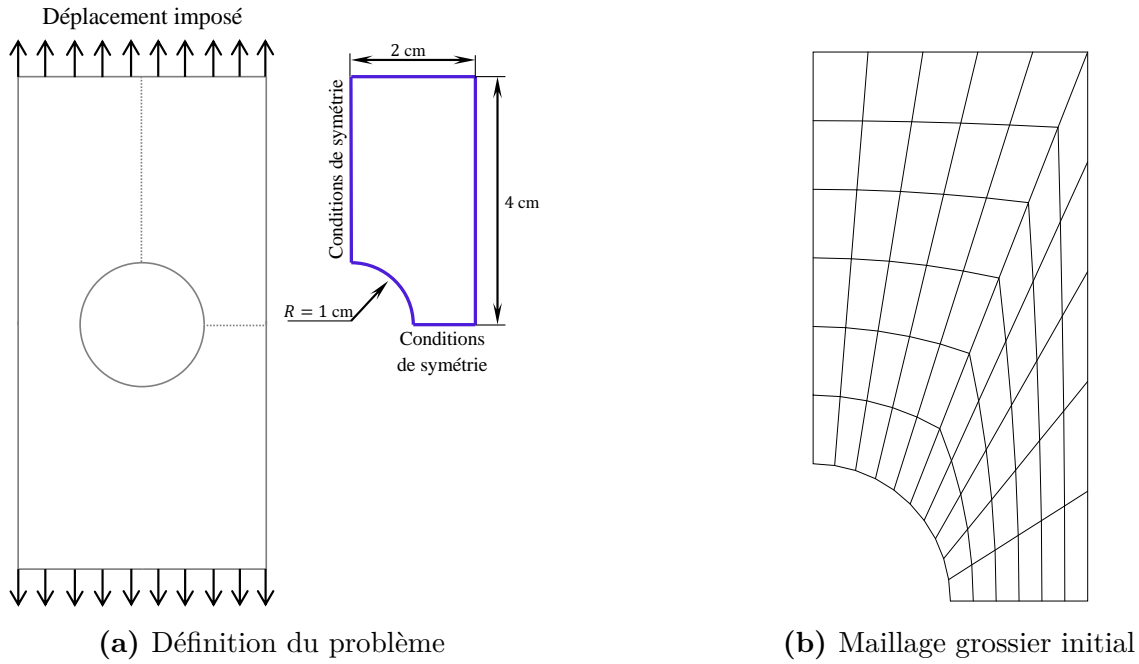 Déplacement imposé
2 cm
Conditions de symétrie
4 cm
R = 1 cm
Conditions
de symétrie
(a) Définition du problème
(b) Maillage grossier initial